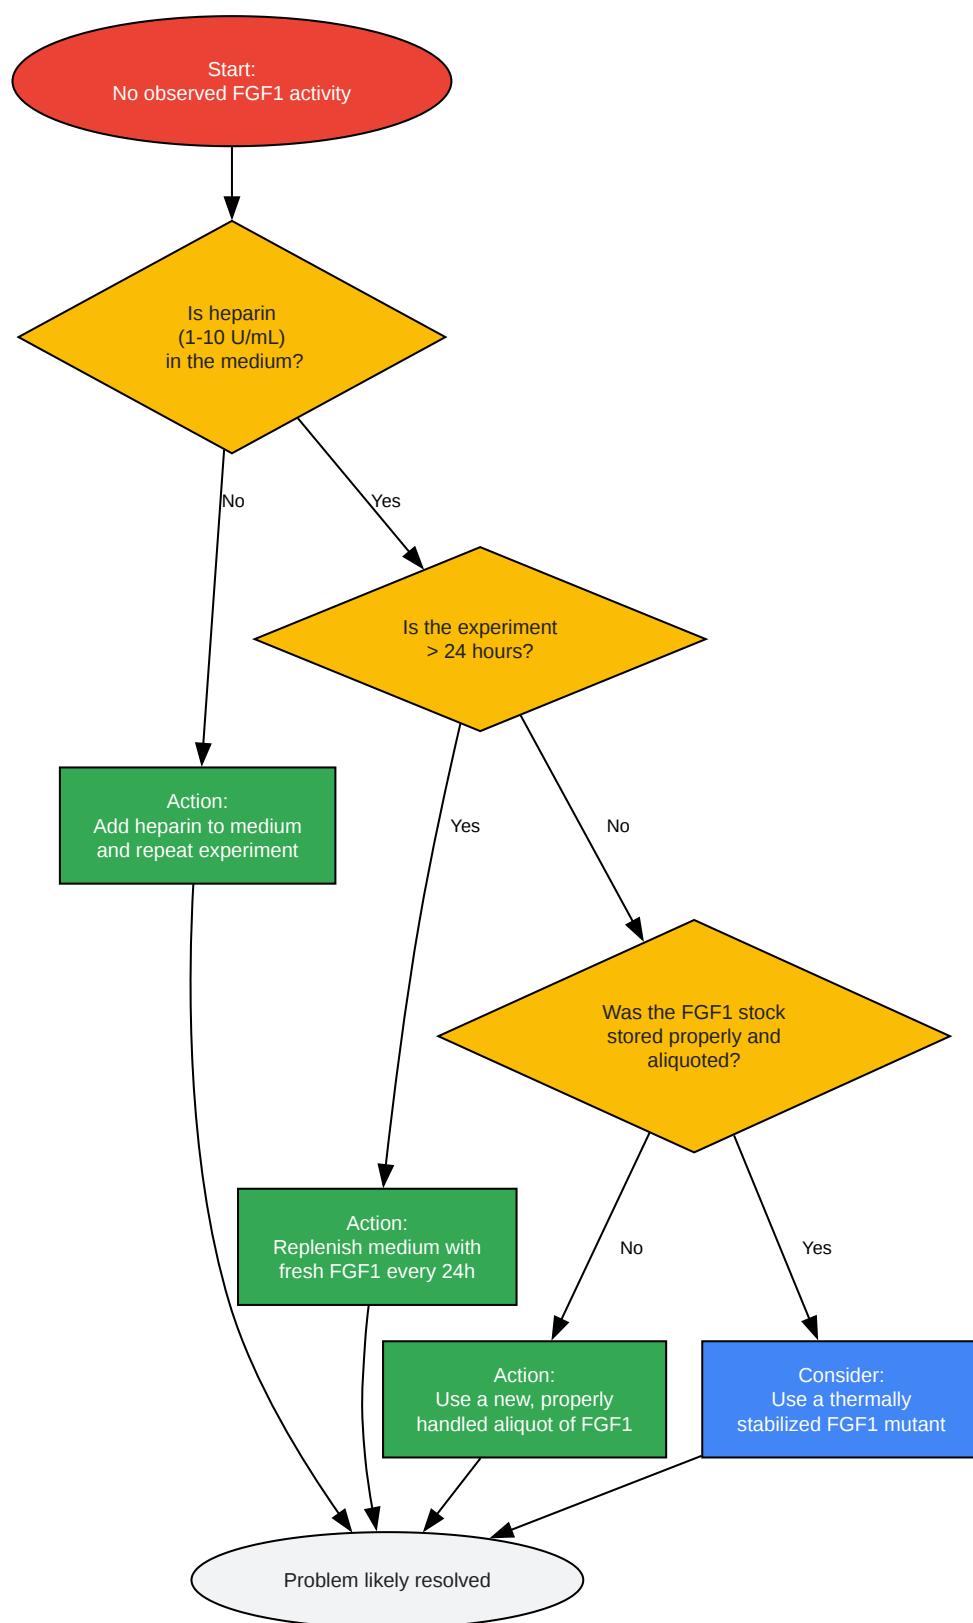 Start:
No observed FGF1 activity
Is heparin
(1-10 U/mL)
in the medium?
No
Yes
Is the experiment
> 24 hours?
Action:
Add heparin to medium
and repeat experiment
Yes
No
Was the FGF1 stock
stored properly and
aliquoted?
Action:
Replenish medium with
fresh FGF1 every 24h
No
Yes
Action:
Use a new, properly
handled aliquot of FGF1
Consider:
Use a thermally
stabilized FGF1 mutant
Problem likely resolved